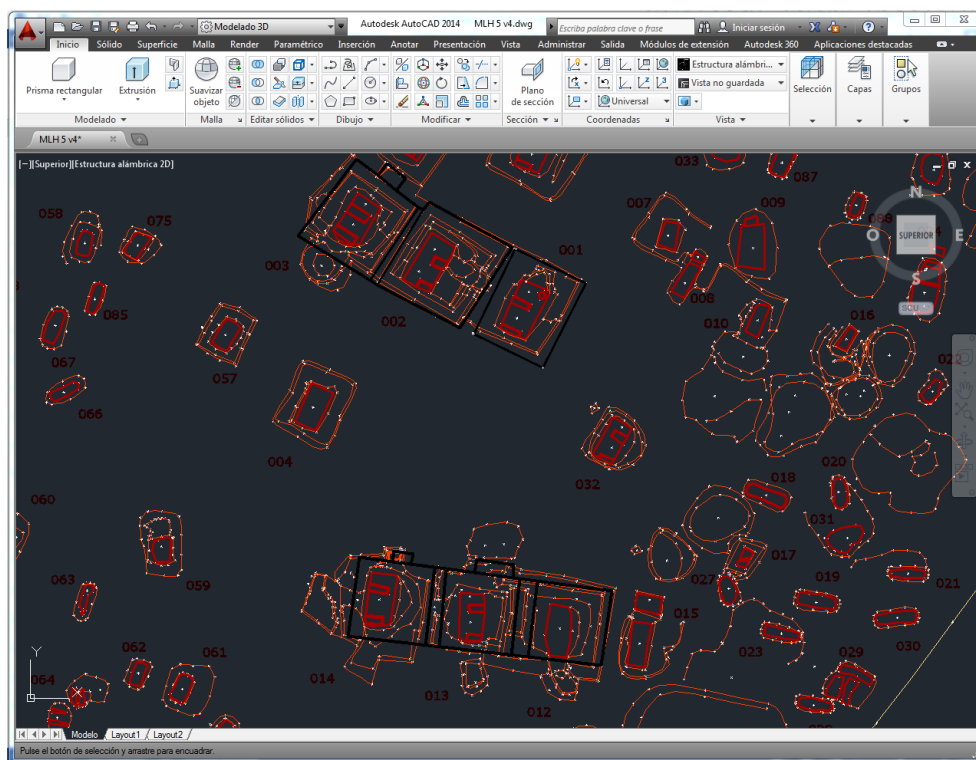 Modelado 3D
Autodesk AutoCAD 2014 MLH 5 v4.dwg
Escriba palabra clave o frase
Iniciar sesión
Inicio Sólido Superficie Malla Render Paramétrico Inserción Anotar Presentación Vista Administrar Salida Módulos de extensión Autodesk 360 Aplicaciones destacadas
Prisma rectangular
Extrusión
Suavizar
objeto
Plano
de sección
Estructura alámbri...
Vista no guardada
Universal
Selección
Capas
Grupos
Modelado Malla Editar sólidos Dibujo Modificar Sección Coordenadas Vista
MLH 5 v4*
[−][Superior][Estructura alámbrica 2D]
033
087
058
075
007
009
088
N
O
SUPERIOR
E
S
003
001
085
002
008
010
016
067
057
066
004
032
020
018
060
031
017
063
059
027
019
021
015
062
061
023
030
029
064
014
013
012
Y
X
Modelo Layout1 Layout2
Pulse el botón de selección y arrastre para encuadrar.